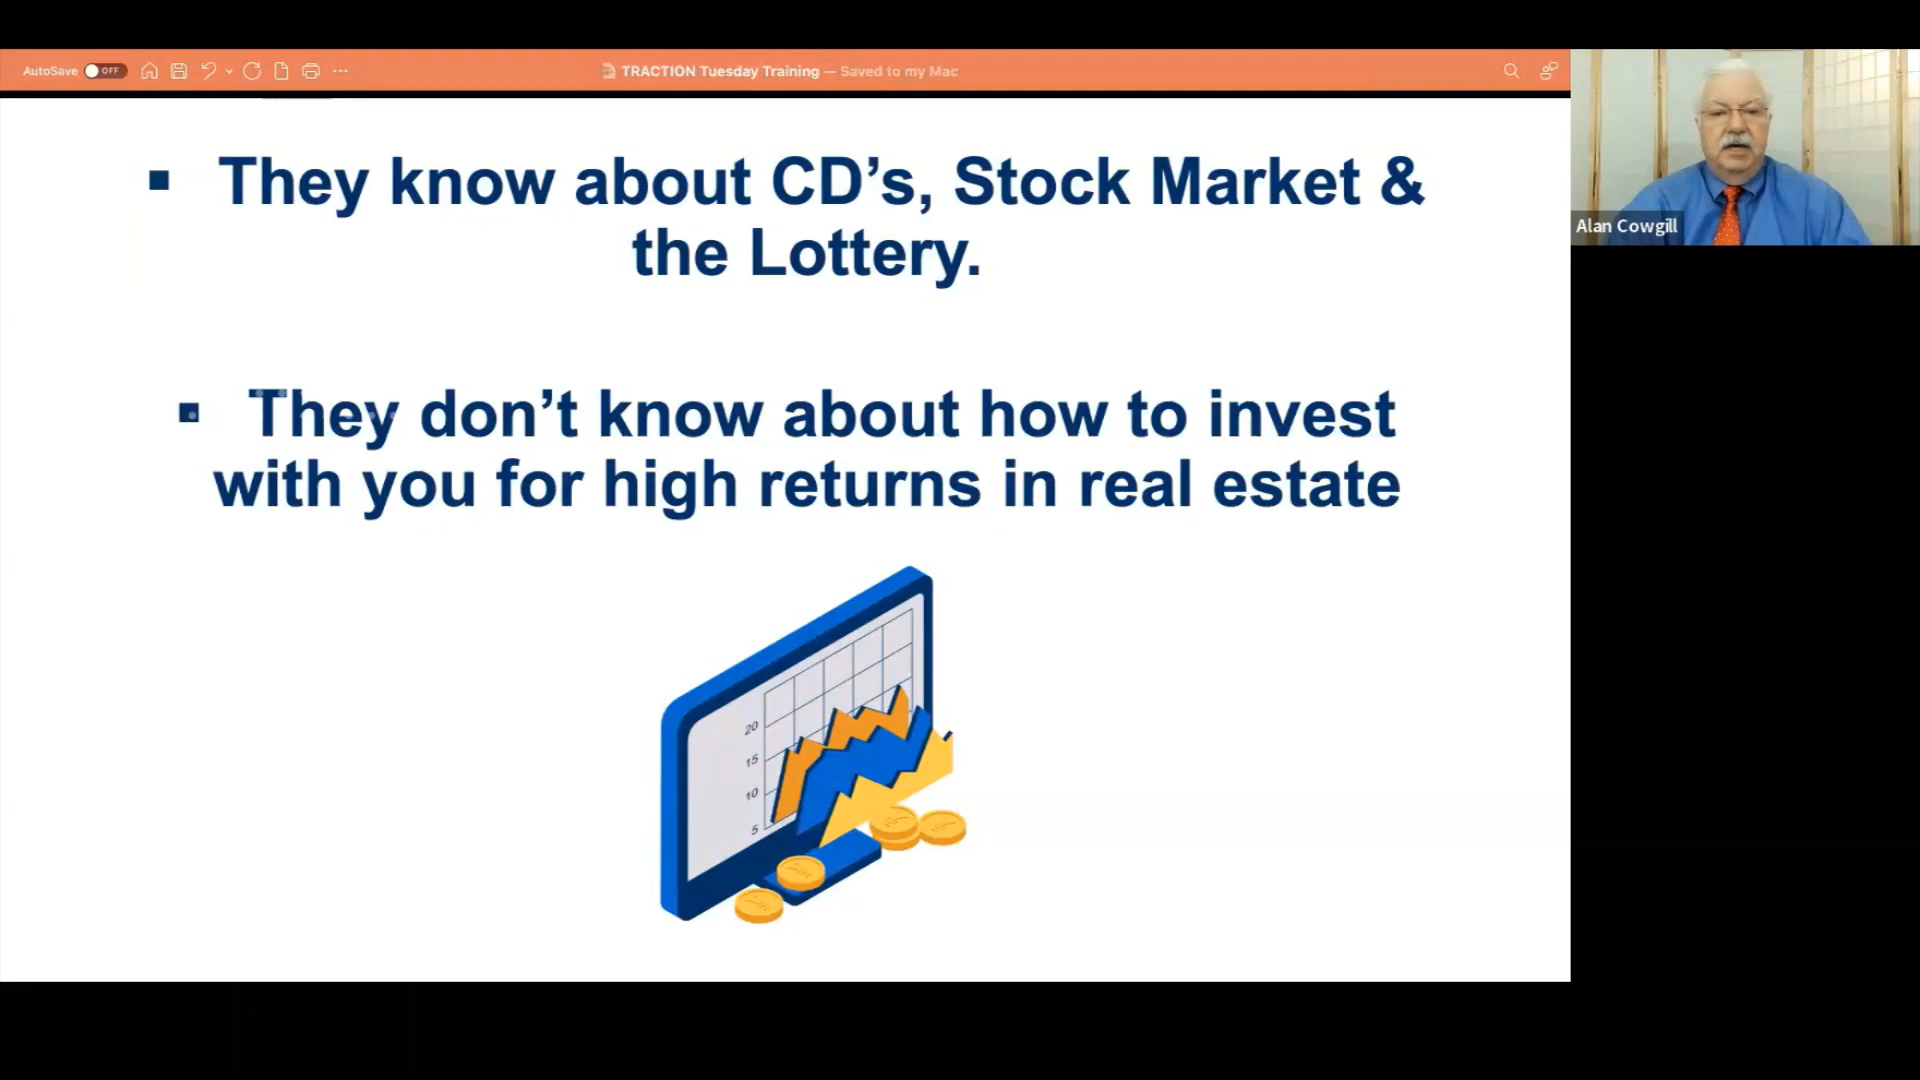 AutoSave OFF TRACTION Tuesday Training — Saved to my Mac
▪ They know about CD’s, Stock Market &
the Lottery.
▪ They don’t know about how to invest
with you for high returns in real estate
20
15
10
5
Alan Cowgill